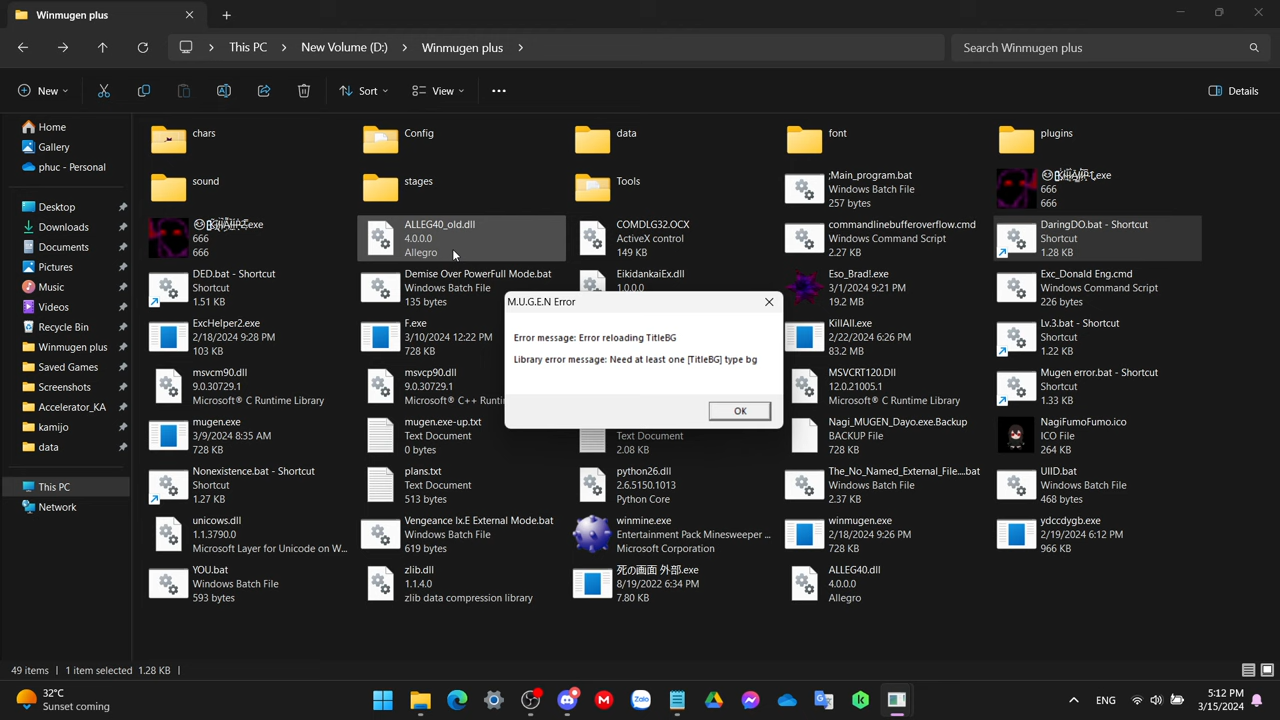 Winmugen plus
This PC > New Volume (D:) > Winmugen plus >
Search Winmugen plus
New
Sort
View
Details
Home
Gallery
phuc - Personal
Desktop
Downloads
Documents
Pictures
Music
Videos
Recycle Bin
Winmugen plus
Saved Games
Screenshots
Accelerator_KA
kamijo
data
This PC
Network
chars
Config
data
font
plugins
sound
stages
Tools
;Main_program.bat
Windows Batch File
257 bytes
.exe
666
.exe
666
ALLEG40_old.dll
4.0.0.0
Allegro
COMDLG32.OCX
ActiveX control
149 KB
commandlinebufferoverflow.cmd
Windows Command Script
2.27 KB
DaringDO.bat - Shortcut
Shortcut
1.28 KB
DED.bat - Shortcut
Shortcut
1.51 KB
Demise Over PowerFull Mode.bat
Windows Batch File
135 bytes
EikidankaiEx.dll
1.0.0.0
Eso_Brad!.exe
3/1/2024 9:21 PM
19.2 MB
Exc_Donald Eng.cmd
Windows Command Script
226 bytes
ExcHelper2.exe
2/18/2024 9:28 PM
103 KB
F.exe
3/10/2024 12:22 PM
728 KB
KillAll.exe
2/22/2024 6:26 PM
83.2 MB
Lv.3.bat - Shortcut
Shortcut
1.22 KB
msvcm90.dll
9.0.30729.1
Microsoft® C Runtime Library
msvcp90.dll
9.0.30729.1
Microsoft® C++ Runti
MSVCRT120.Dll
12.0.21005.1
Microsoft® C Runtime Library
Mugen error.bat - Shortcut
Shortcut
1.33 KB
mugen.exe
3/9/2024 8:35 AM
728 KB
mugen.exe-up.txt
Text Document
0 bytes
Text Document
2.08 KB
Nagi_MUGEN_Dayo.exe.Backup
BACKUP File
728 KB
NagiFumoFumo.ico
ICO File
264 KB
Nonexistence.bat - Shortcut
Shortcut
1.27 KB
plans.txt
Text Document
513 bytes
python26.dll
2.6.5150.1013
Python Core
The_No_Named_External_File....bat
Windows Batch File
2.37 KB
UIID.bat
Windows Batch File
468 bytes
unicows.dll
1.1.3790.0
Microsoft Layer for Unicode on W...
Vengeance Ix.E External Mode.bat
Windows Batch File
619 bytes
winmine.exe
Entertainment Pack Minesweeper ...
Microsoft Corporation
winmugen.exe
2/18/2024 9:26 PM
728 KB
ydccdygb.exe
2/19/2024 6:12 PM
966 KB
YOU.bat
Windows Batch File
593 bytes
zlib.dll
1.1.4.0
zlib data compression library
死の画面 外部.exe
8/19/2022 6:34 PM
7.80 KB
ALLEG40.dll
4.0.0.0
Allegro
M.U.G.E.N Error
Error message: Error reloading TitleBG
Library error message: Need at least one [TitleBG] type bg
OK
49 items | 1 item selected 1.28 KB |
32°C
Sunset coming
ENG
5:12 PM
3/15/2024